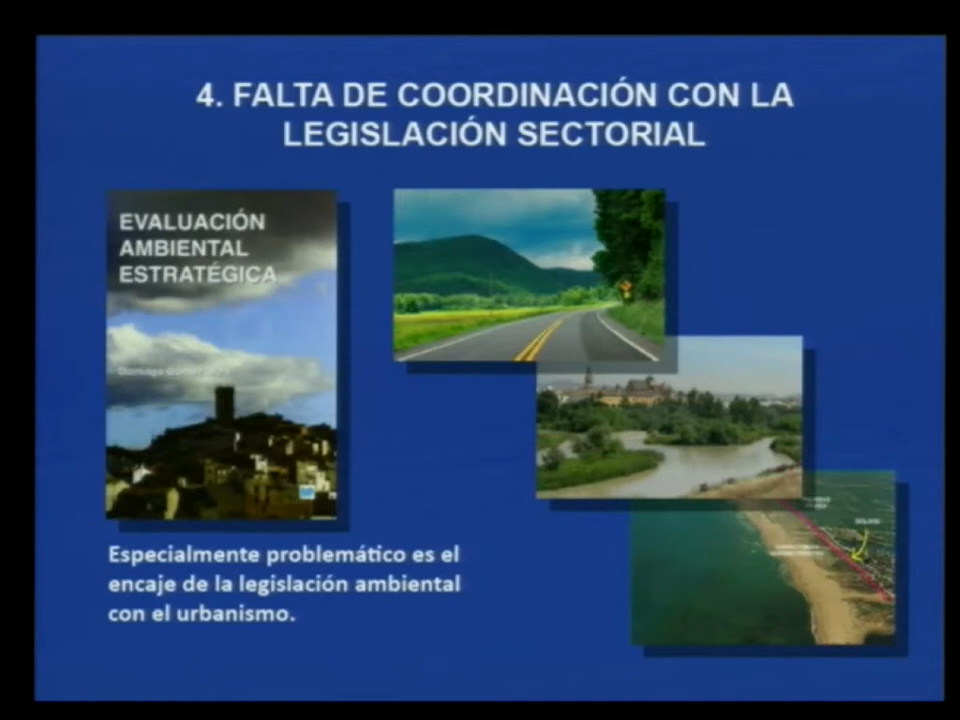 4. FALTA DE COORDINACIÓN CON LA
LEGISLACIÓN SECTORIAL
EVALUACIÓN
AMBIENTAL
ESTRATÉGICA
Domingo
Especialmente problemático es el
encaje de la legislación ambiental
con el urbanismo.